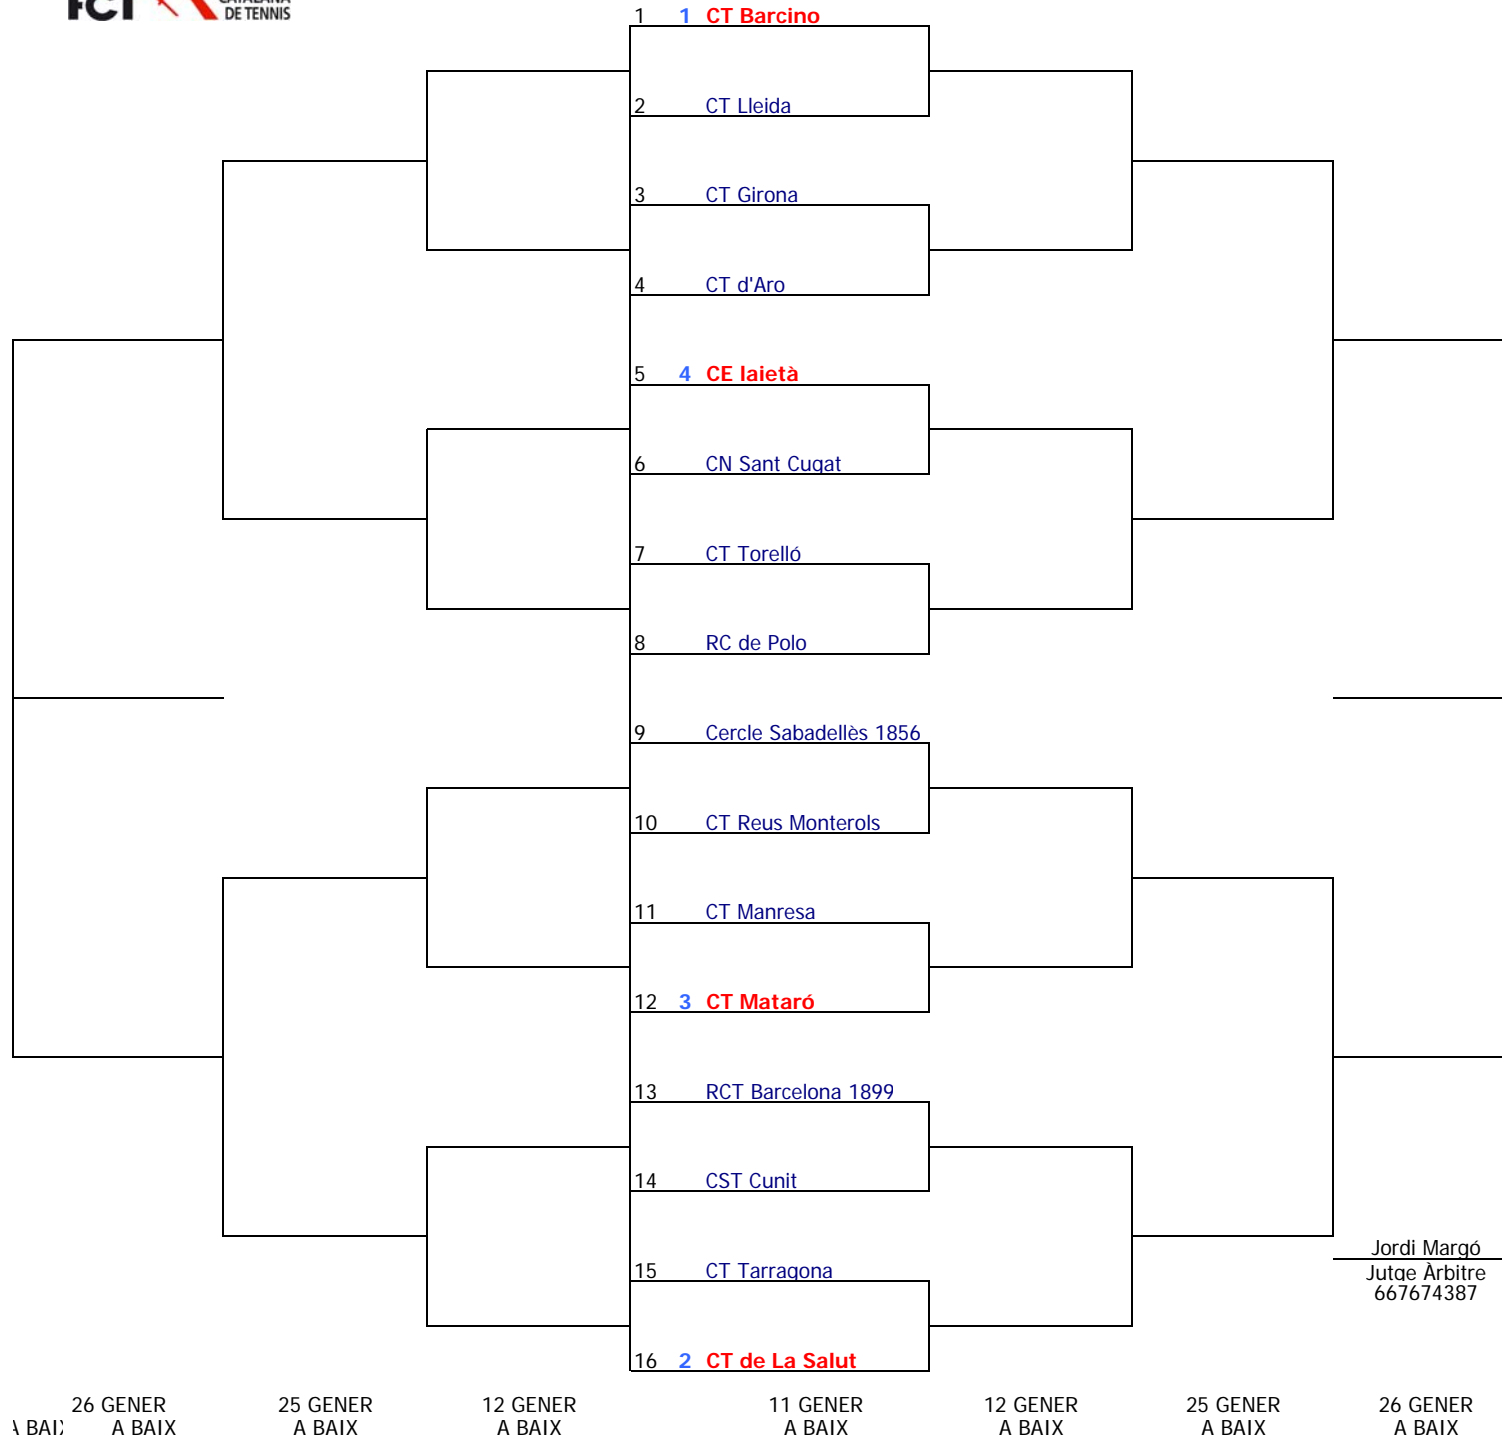 FCT
CATALANA
DE TENNIS
1 1 CT Barcino
2 CT Lleida
3 CT Girona
4 CT d'Aro
5 4 CE laietà
6 CN Sant Cugat
7 CT Torelló
8 RC de Polo
9 Cercle Sabadellès 1856
10 CT Reus Monterols
11 CT Manresa
12 3 CT Mataró
13 RCT Barcelona 1899
14 CST Cunit
15 CT Tarragona
16 2 CT de La Salut
Jordi Margó
Jutge Àrbitre
667674387
26 GENER 25 GENER 12 GENER 11 GENER 12 GENER 25 GENER 26 GENER
A BAIX A BAIX A BAIX A BAIX A BAIX A BAIX A BAIX A BAIX